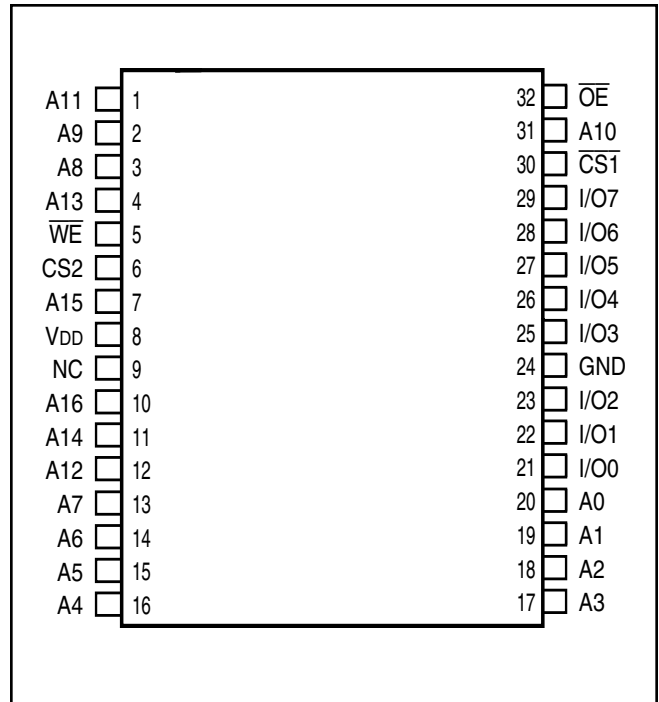 A11 1 32 O̅E̅
A9 2 31 A10
A8 3 30 C̅S̅1̅
A13 4 29 I/O7
W̅E̅ 5 28 I/O6
CS2 6 27 I/O5
A15 7 26 I/O4
VDD 8 25 I/O3
NC 9 24 GND
A16 10 23 I/O2
A14 11 22 I/O1
A12 12 21 I/O0
A7 13 20 A0
A6 14 19 A1
A5 15 18 A2
A4 16 17 A3